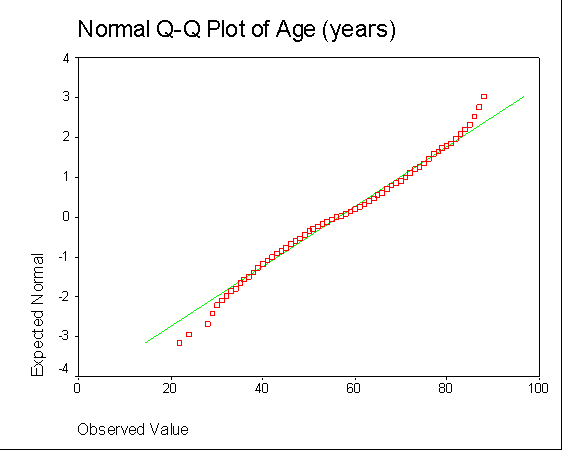 Normal Q-Q Plot of Age (years)
4
3
2
1
0
-1
-2
-3
-4
Expected Normal
0 20 40 60 80 100
Observed Value